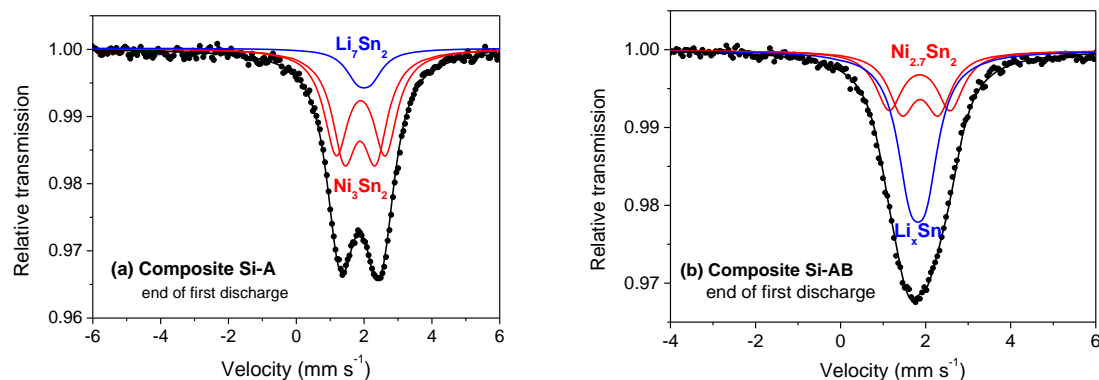 1.00
0.99
0.98
0.97
0.96
Relative transmission
Li₇Sn₂
Ni₃Sn₂
(a) Composite Si-A
end of first discharge
-6 -4 -2 0 2 4 6
Velocity (mm s⁻¹)
1.00
0.99
0.98
0.97
Relative transmission
Ni₂.₇Sn₂
LiₓSn
(b) Composite Si-AB
end of first discharge
-4 -2 0 2 4 6
Velocity (mm s⁻¹)